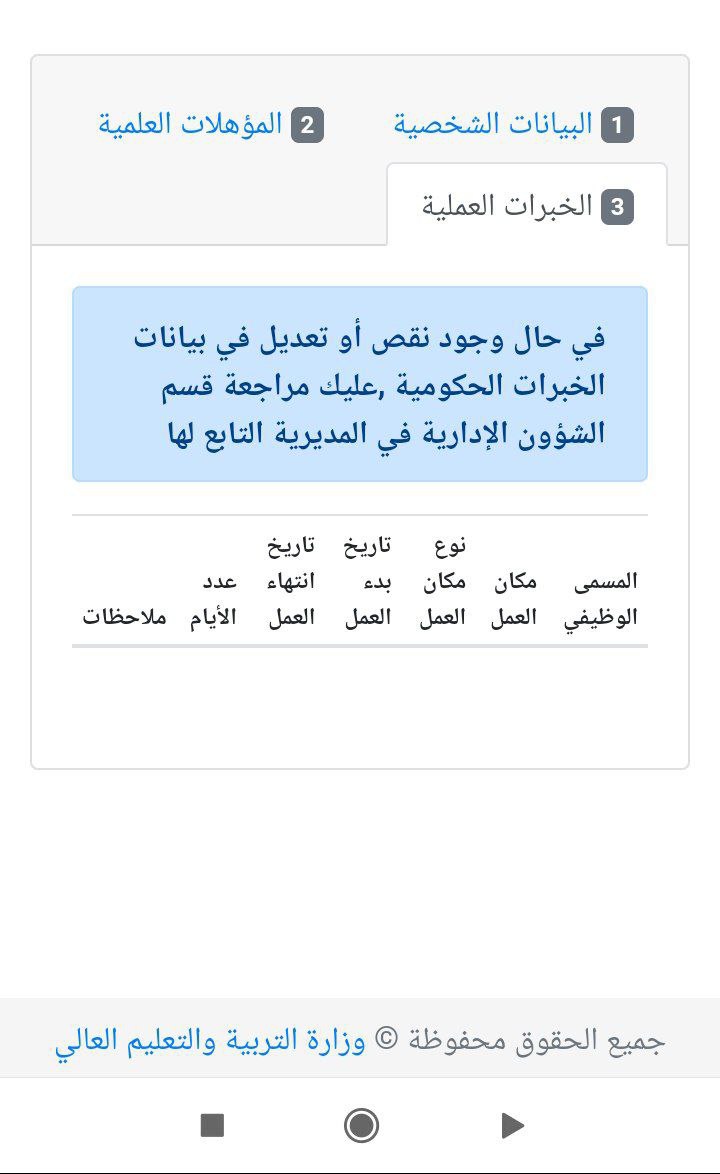 1 البيانات الشخصية
2 المؤهلات العلمية
3 الخبرات العملية
في حال وجود نقص أو تعديل في بيانات
الخبرات الحكومية ,عليك مراجعة قسم
الشؤون الإدارية في المديرية التابع لها
المسمى الوظيفي
مكان العمل
نوع مكان العمل
تاريخ بدء العمل
تاريخ انتهاء العمل
عدد الأيام
ملاحظات
جميع الحقوق محفوظة © وزارة التربية والتعليم العالي